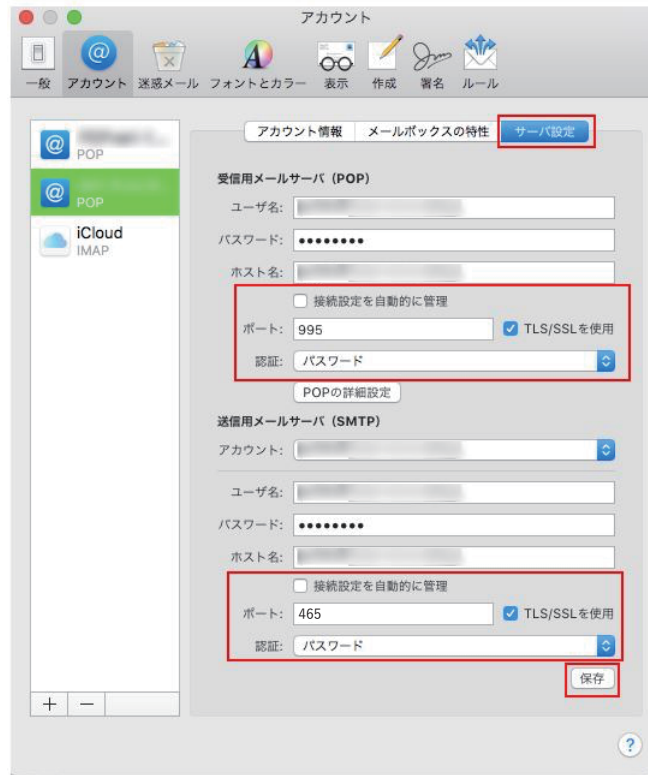 アカウント
一般 アカウント 迷惑メール フォントとカラー 表示 作成 署名 ルール
アカウント情報 メールボックスの特性 サーバ設定
POP
POP
iCloud
IMAP
受信用メールサーバ（POP）
ユーザ名:
パスワード: ••••••••
ホスト名:
接続設定を自動的に管理
ポート: 995 TLS/SSLを使用
認証: パスワード
POPの詳細設定
送信用メールサーバ（SMTP）
アカウント:
ユーザ名:
パスワード: ••••••••
ホスト名:
接続設定を自動的に管理
ポート: 465 TLS/SSLを使用
認証: パスワード
保存
+ −
?